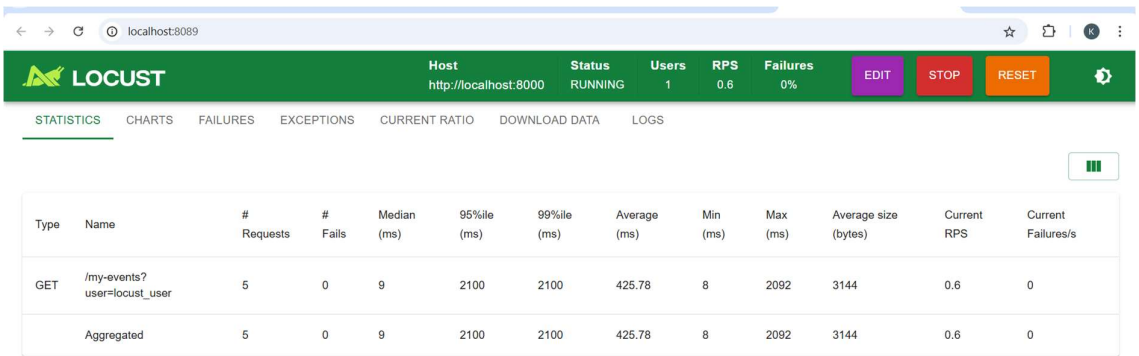 localhost:8089
K
LOCUST
Host
http://localhost:8000
Status
RUNNING
Users
1
RPS
0.6
Failures
0%
EDIT
STOP
RESET
STATISTICS CHARTS FAILURES EXCEPTIONS CURRENT RATIO DOWNLOAD DATA LOGS
Type Name # Requests # Fails Median (ms) 95%ile (ms) 99%ile (ms) Average (ms) Min (ms) Max (ms) Average size (bytes) Current RPS Current Failures/s
GET /my-events?user=locust_user 5 0 9 2100 2100 425.78 8 2092 3144 0.6 0
Aggregated 5 0 9 2100 2100 425.78 8 2092 3144 0.6 0